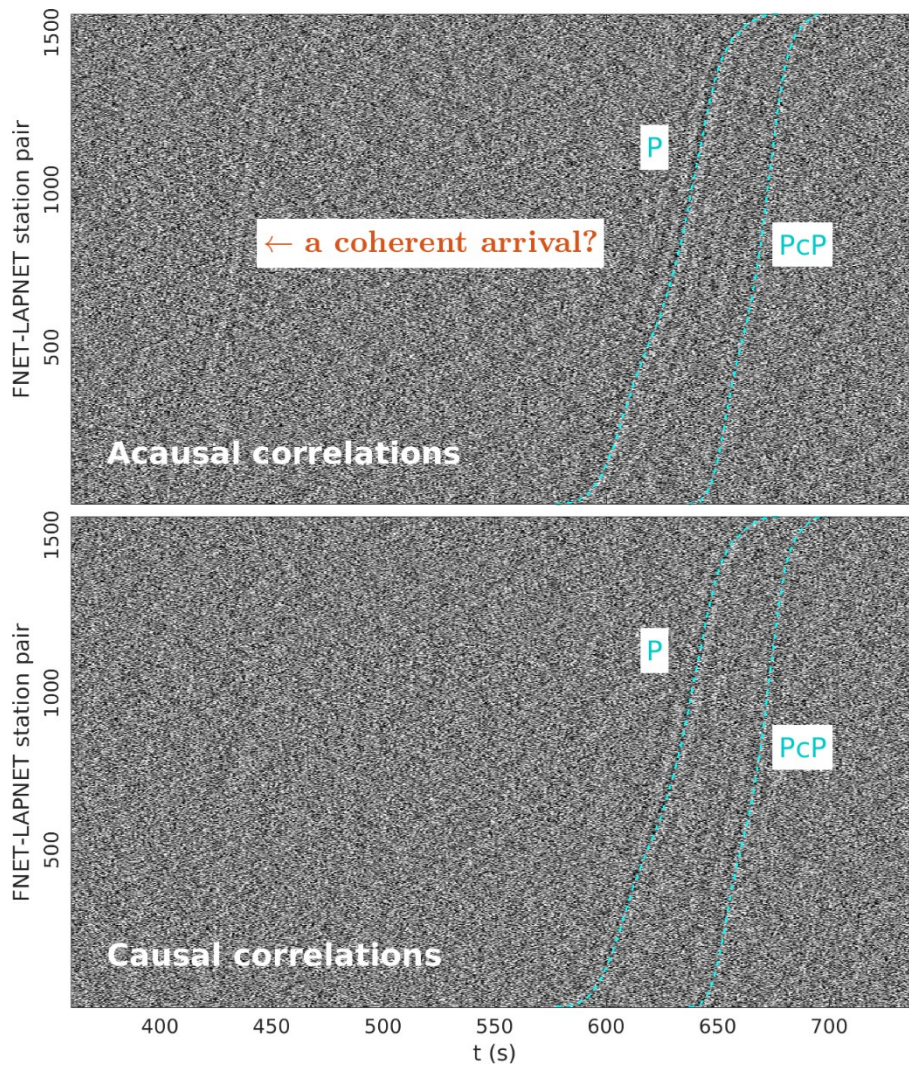 1500
1000
500
FNET-LAPNET station pair
P
← a coherent arrival?
PcP
Acausal correlations
1500
1000
500
FNET-LAPNET station pair
P
PcP
Causal correlations
400 450 500 550 600 650 700
t (s)